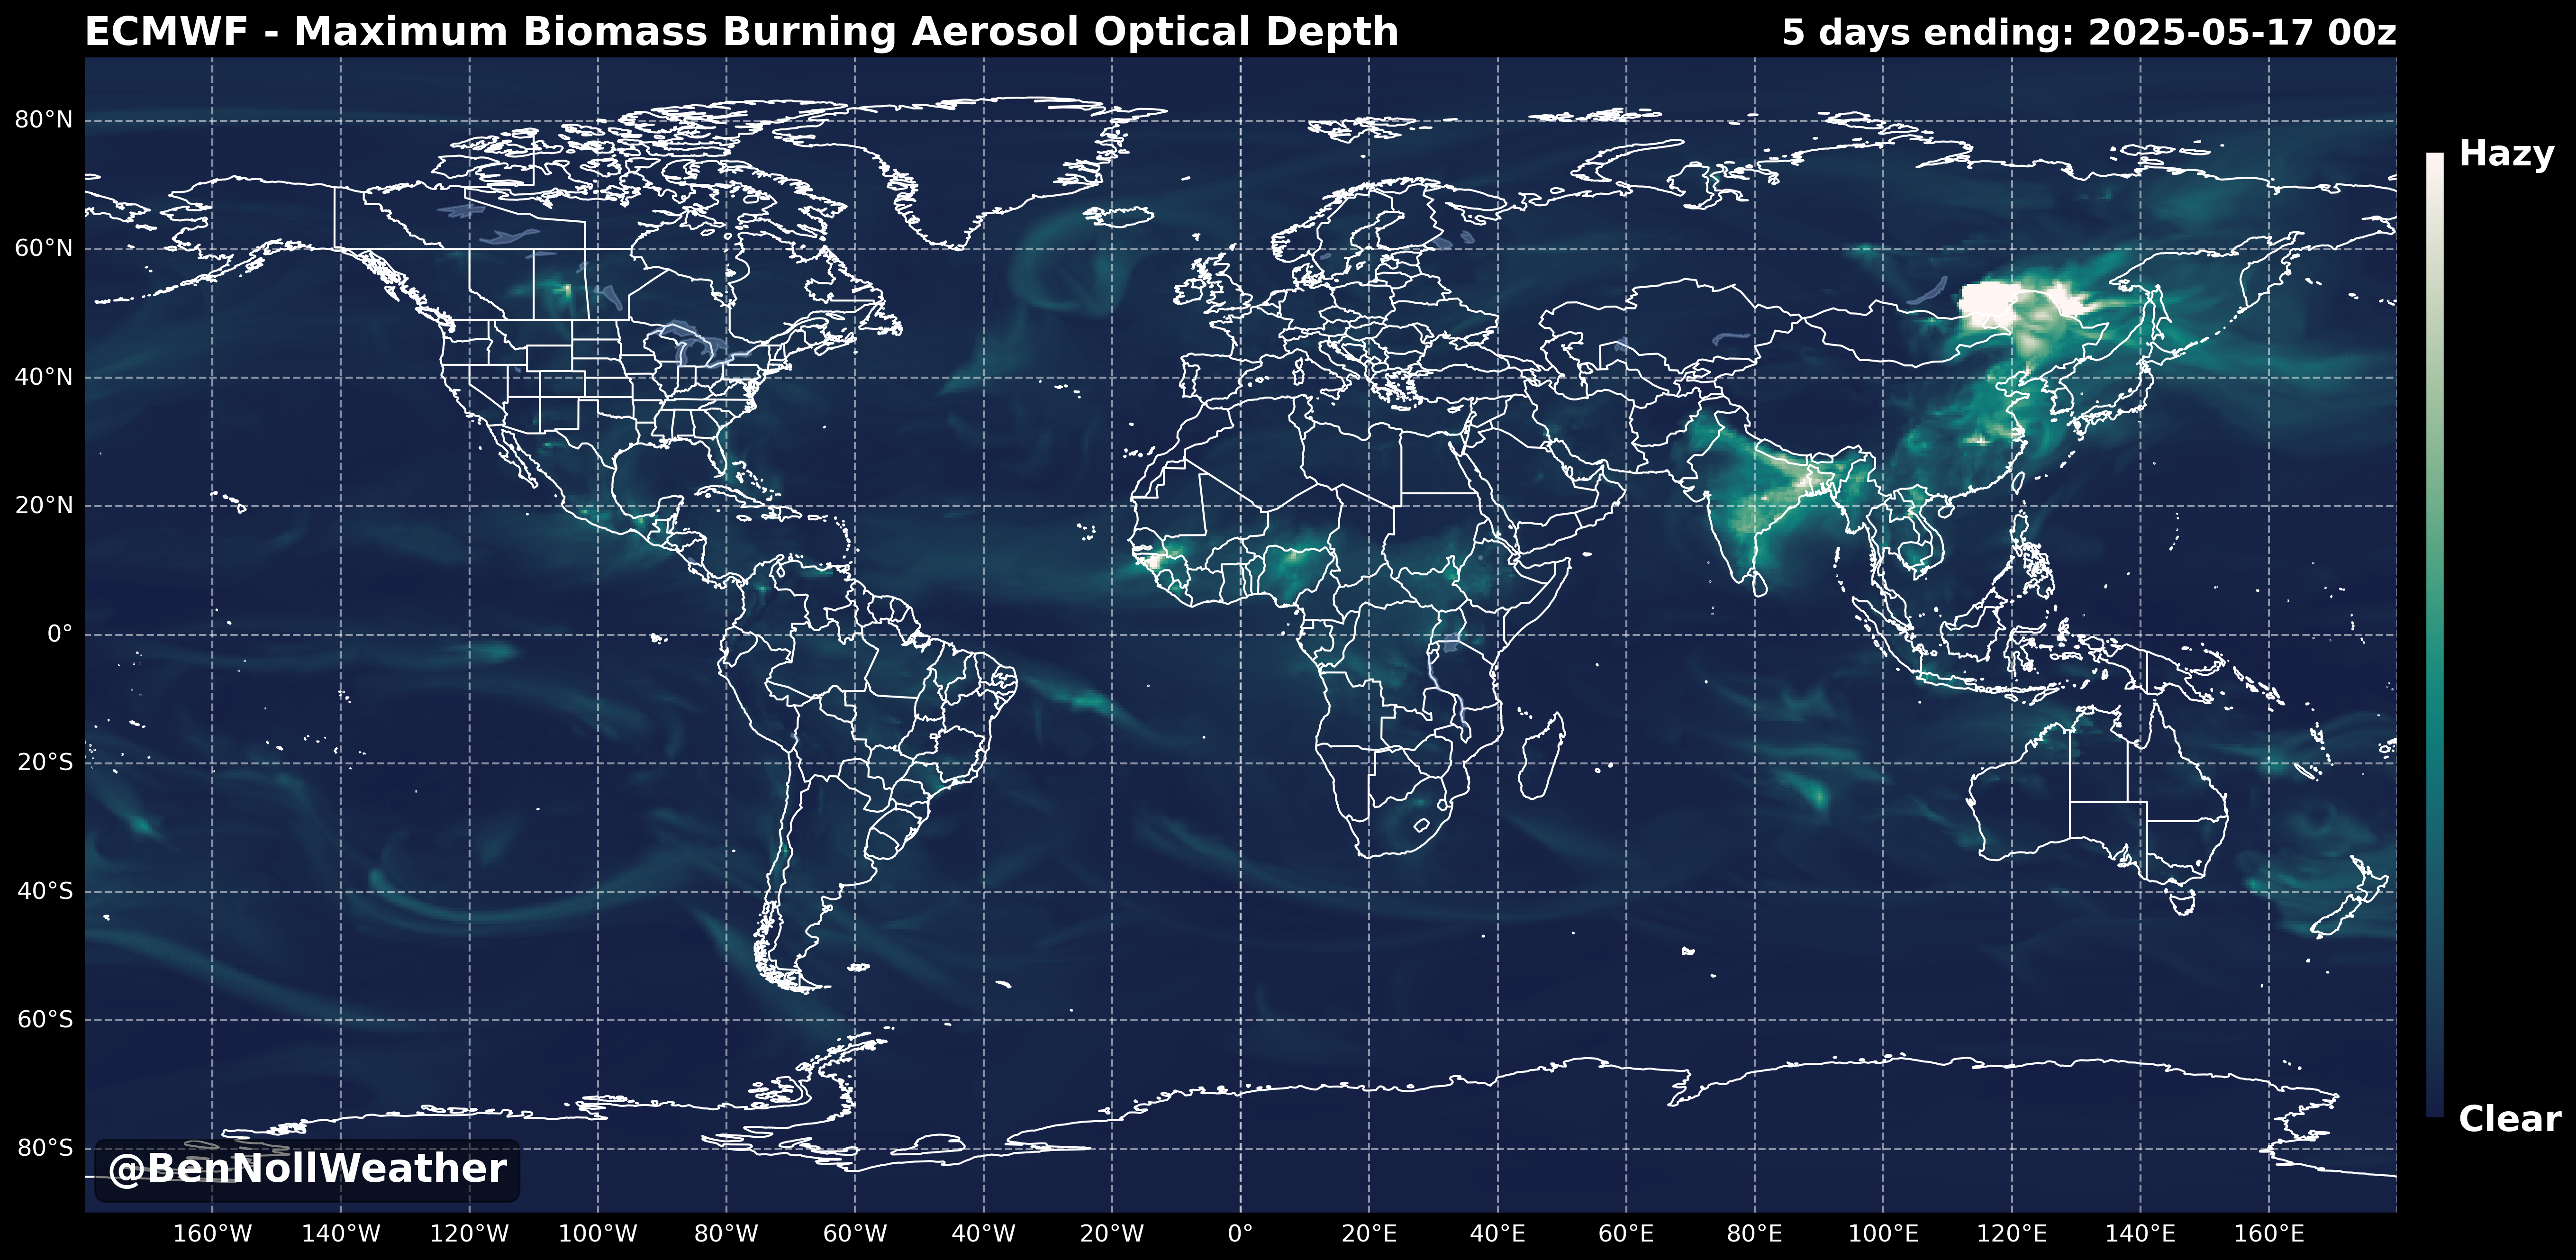 ECMWF - Maximum Biomass Burning Aerosol Optical Depth
5 days ending: 2025-05-17 00z
Hazy
80°N
60°N
40°N
20°N
0°
20°S
40°S
60°S
80°S
Clear
@BenNollWeather
160°W 140°W 120°W 100°W 80°W 60°W 40°W 20°W 0° 20°E 40°E 60°E 80°E 100°E 120°E 140°E 160°E